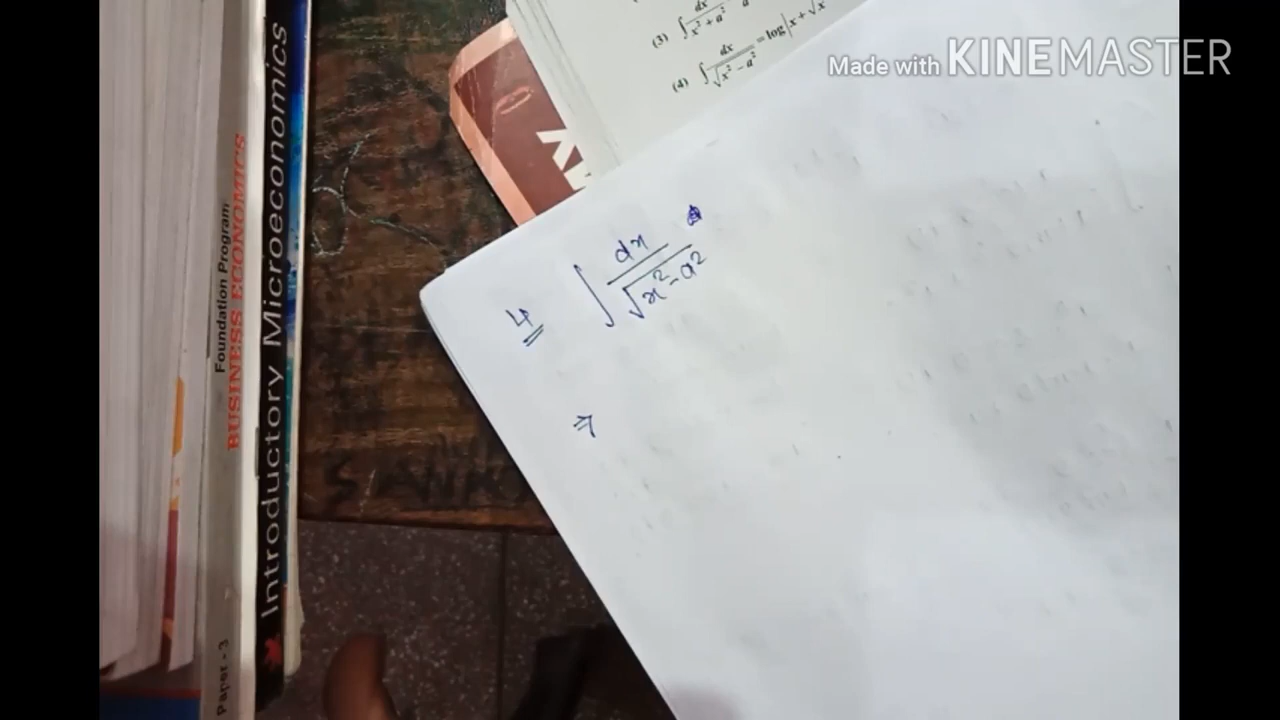 (3) ∫ dx / x² + a²
(4) ∫ dx / √x² - a² = log|x + √x
Made with KINEMASTER
4 ∫ dx / √x² - a²
⇒
Foundation Program
BUSINESS ECONOMICS
Paper - 3
Introductory Microeconomics